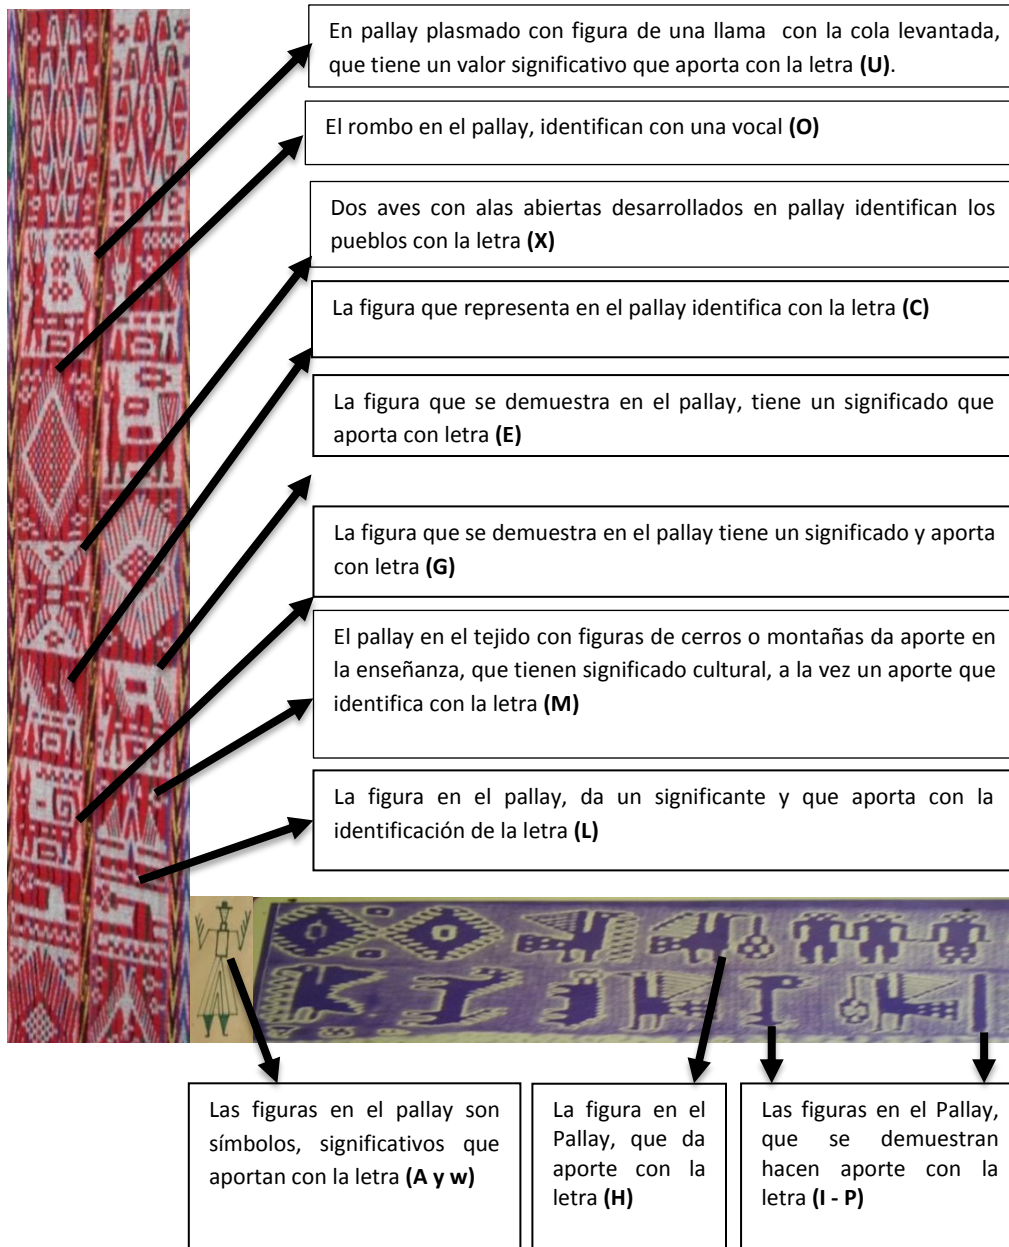 En pallay plasmado con figura de una llama con la cola levantada,
que tiene un valor significativo que aporta con la letra (U).
El rombo en el pallay, identifican con una vocal (O)
Dos aves con alas abiertas desarrollados en pallay identifican los
pueblos con la letra (X)
La figura que representa en el pallay identifica con la letra (C)
La figura que se demuestra en el pallay, tiene un significado que
aporta con letra (E)
La figura que se demuestra en el pallay tiene un significado y aporta
con letra (G)
El pallay en el tejido con figuras de cerros o montañas da aporte en
la enseñanza, que tienen significado cultural, a la vez un aporte que
identifica con la letra (M)
La figura en el pallay, da un significante y que aporta con la
identificación de la letra (L)
Las figuras en el pallay son
símbolos, significativos que
aportan con la letra (A y w)
La figura en el
Pallay, que da
aporte con la
letra (H)
Las figuras en el Pallay,
que se demuestran
hacen aporte con la
letra (I - P)